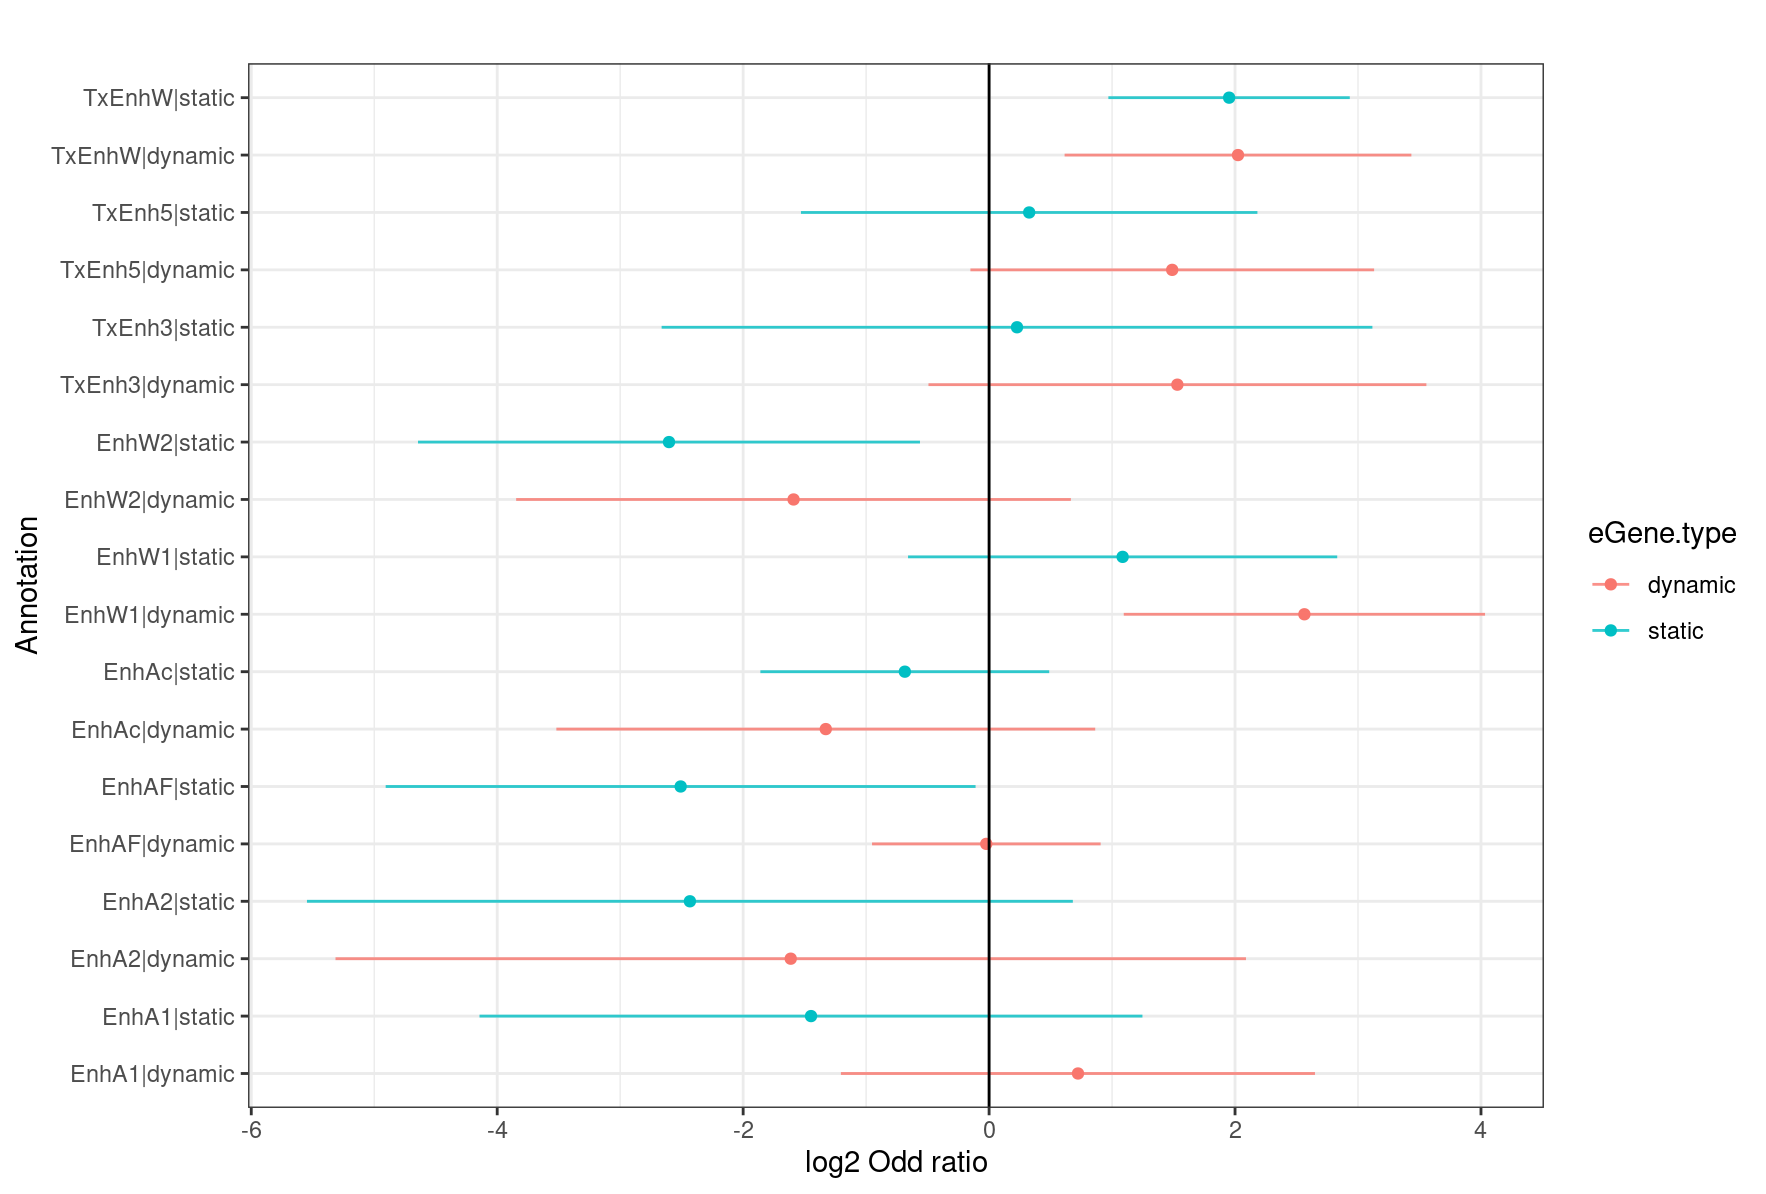 TxEnhW|static
TxEnhW|dynamic
TxEnh5|static
TxEnh5|dynamic
TxEnh3|static
TxEnh3|dynamic
EnhW2|static
EnhW2|dynamic
EnhW1|static
EnhW1|dynamic
EnhAc|static
EnhAc|dynamic
EnhAF|static
EnhAF|dynamic
EnhA2|static
EnhA2|dynamic
EnhA1|static
EnhA1|dynamic
Annotation
-6 -4 -2 0 2 4
log2 Odd ratio
eGene.type
dynamic
static